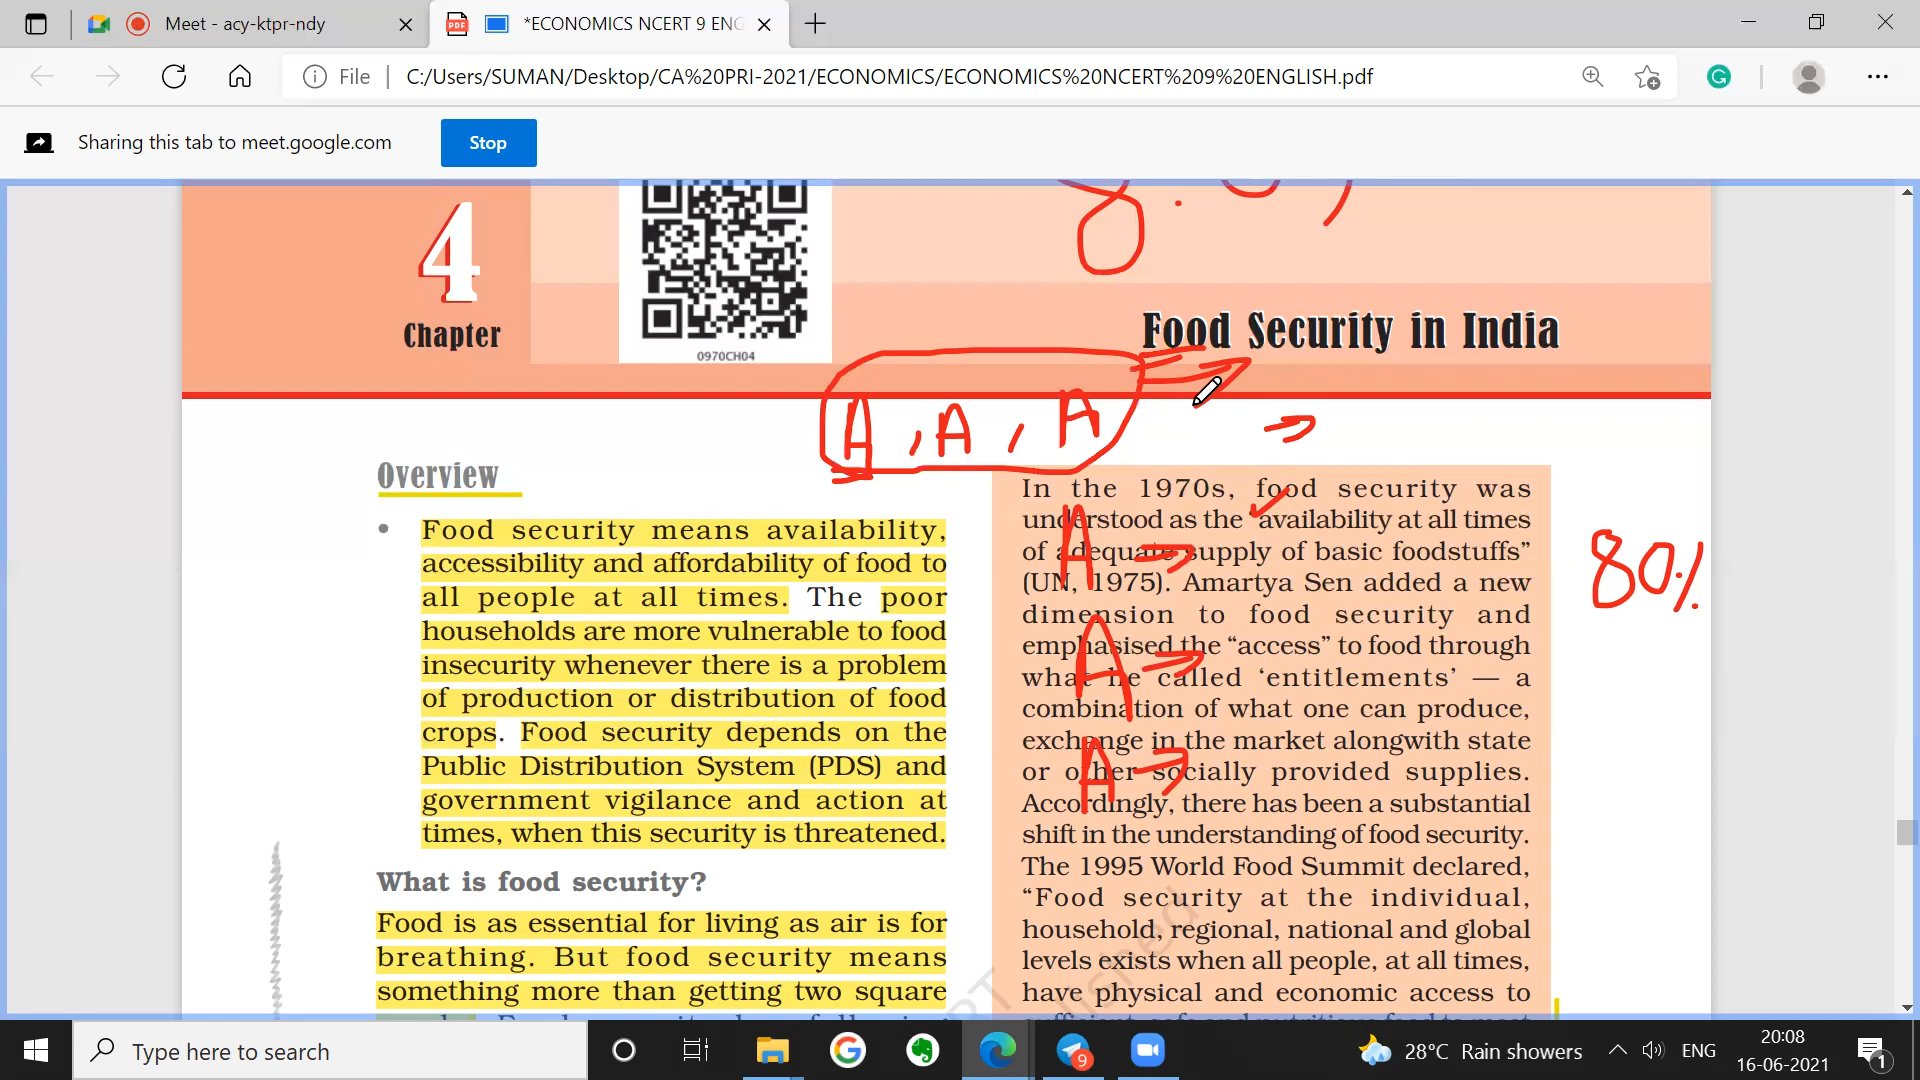 Meet - acy-ktpr-ndy
*ECONOMICS NCERT 9 ENG
File
C:/Users/SUMAN/Desktop/CA%20PRI-2021/ECONOMICS/ECONOMICS%20NCERT%209%20ENGLISH.pdf
Sharing this tab to meet.google.com
Stop
4
Chapter
0970CH04
Food Security in India
A , A , A
Overview
• Food security means availability,
accessibility and affordability of food to
all people at all times. The poor
households are more vulnerable to food
insecurity whenever there is a problem
of production or distribution of food
crops. Food security depends on the
Public Distribution System (PDS) and
government vigilance and action at
times, when this security is threatened.
What is food security?
Food is as essential for living as air is for
breathing. But food security means
something more than getting two square
In the 1970s, food security was
understood as the “availability at all times
of adequate supply of basic foodstuffs”
(UN, 1975). Amartya Sen added a new
dimension to food security and
emphasised the “access” to food through
what he called ‘entitlements’ — a
combination of what one can produce,
exchange in the market alongwith state
or other socially provided supplies.
Accordingly, there has been a substantial
shift in the understanding of food security.
The 1995 World Food Summit declared,
“Food security at the individual,
household, regional, national and global
levels exists when all people, at all times,
have physical and economic access to
A
A
A
80%
Type here to search
9
28°C Rain showers
ENG
20:08
16-06-2021
1